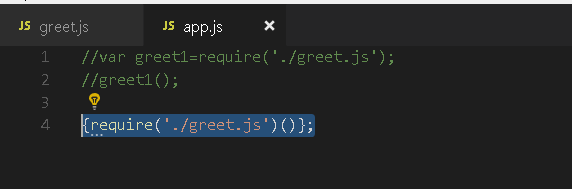 JS greet.js JS app.js ×
1 //var greet1=require('./greet.js');
2 //greet1();
3
4 {require('./greet.js')()};